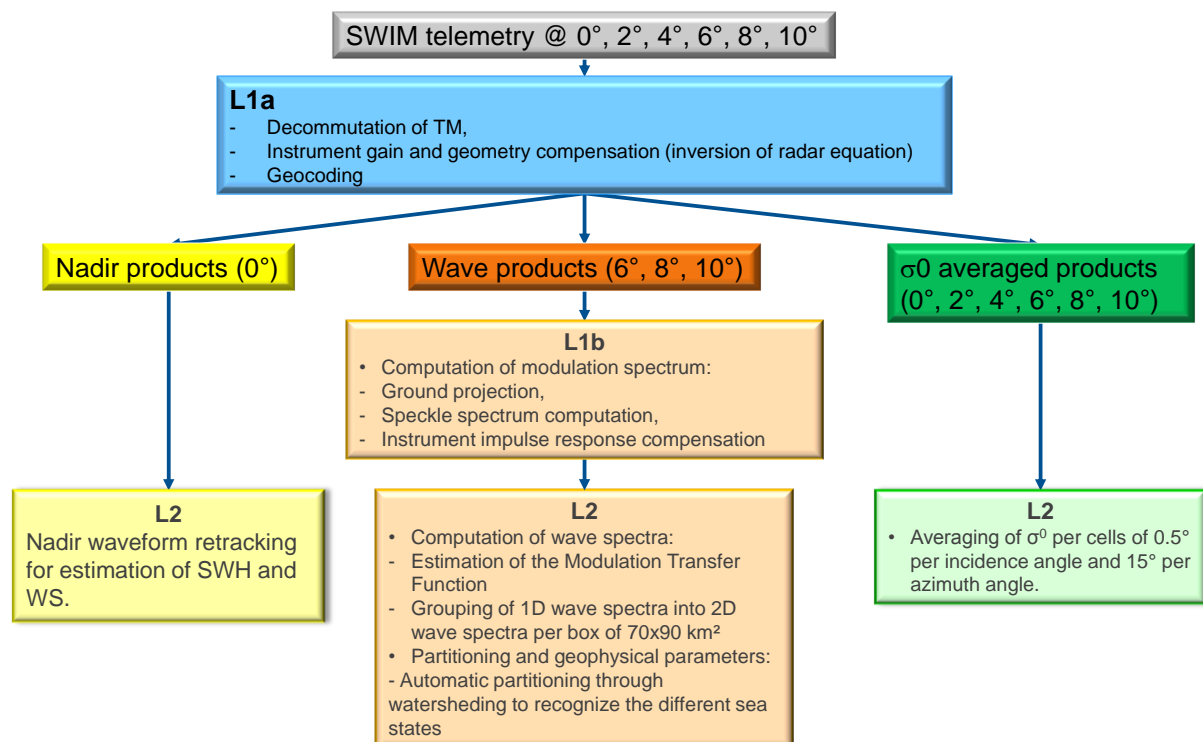 SWIM telemetry @ 0°, 2°, 4°, 6°, 8°, 10°
L1a
- Decommutation of TM,
- Instrument gain and geometry compensation (inversion of radar equation)
- Geocoding
Nadir products (0°)
Wave products (6°, 8°, 10°)
σ0 averaged products
(0°, 2°, 4°, 6°, 8°, 10°)
L1b
• Computation of modulation spectrum:
- Ground projection,
- Speckle spectrum computation,
- Instrument impulse response compensation
L2
Nadir waveform retracking
for estimation of SWH and
WS.
L2
• Computation of wave spectra:
- Estimation of the Modulation Transfer
Function
- Grouping of 1D wave spectra into 2D
wave spectra per box of 70x90 km²
• Partitioning and geophysical parameters:
- Automatic partitioning through
watersheding to recognize the different sea
states
L2
• Averaging of σ⁰ per cells of 0.5°
per incidence angle and 15° per
azimuth angle.